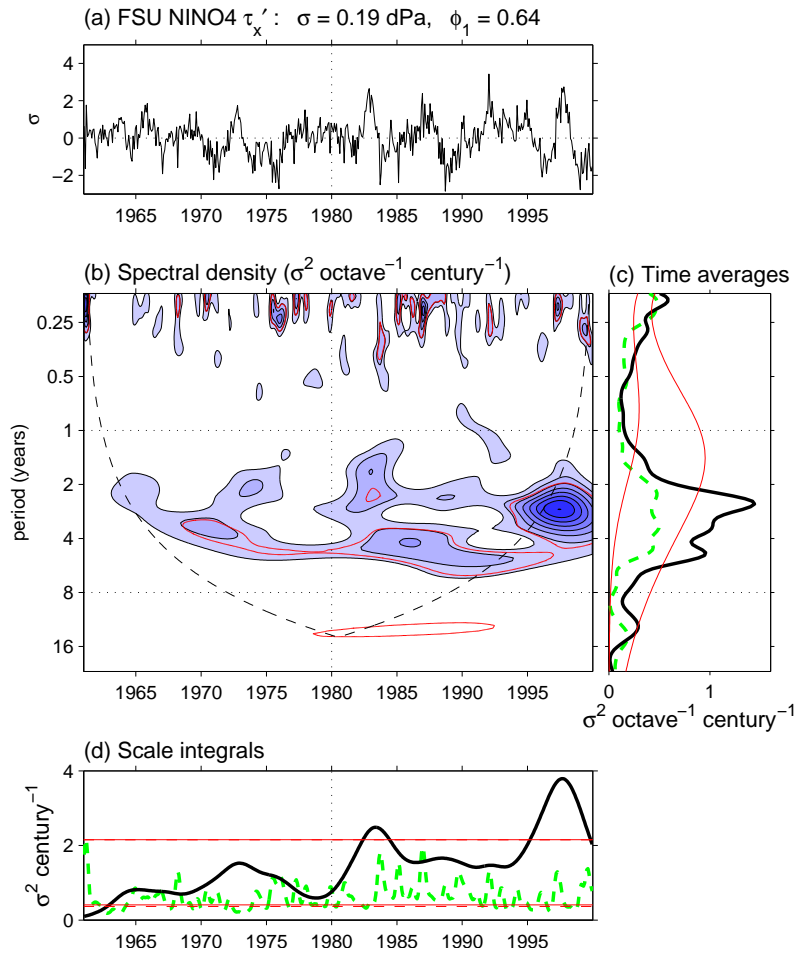 (a) FSU NINO4 τₓ′ : σ = 0.19 dPa, ϕ₁ = 0.64
4
2
0
−2
σ
1965 1970 1975 1980 1985 1990 1995
(b) Spectral density (σ² octave⁻¹ century⁻¹)
(c) Time averages
0.25
0.5
1
2
4
8
16
period (years)
1965 1970 1975 1980 1985 1990 1995
0 1
σ² octave⁻¹ century⁻¹
(d) Scale integrals
4
2
0
σ² century⁻¹
1965 1970 1975 1980 1985 1990 1995